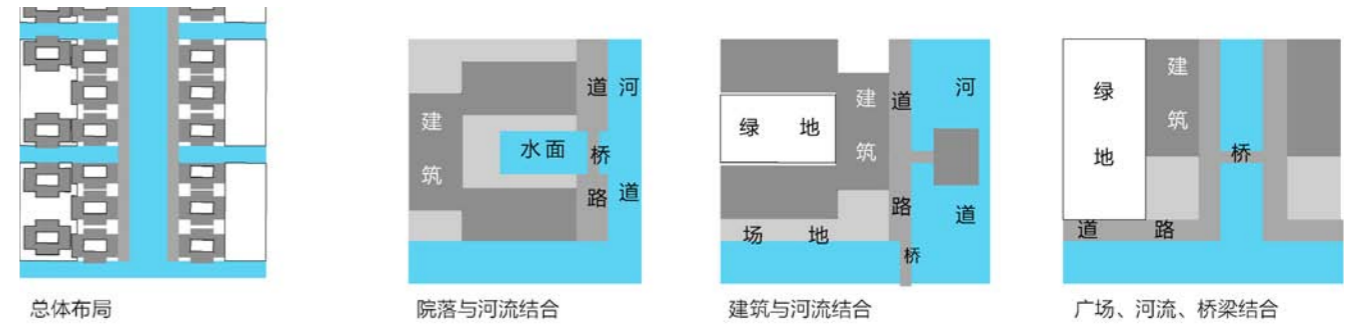 总体布局
建筑
水面
道路
桥
河道
院落与河流结合
绿地
建筑
道路
河道
场地
桥
建筑与河流结合
绿地
建筑
桥
道路
广场、河流、桥梁结合